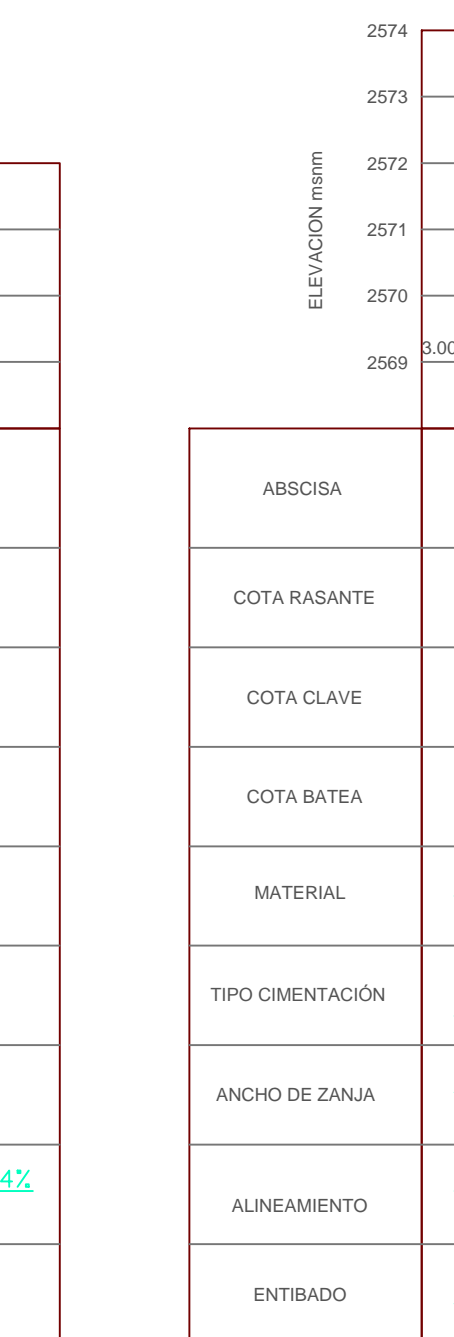 2574
2573
2572
2571
2570
2569
ELEVACION msnm
3.00
ABSCISA
COTA RASANTE
COTA CLAVE
COTA BATEA
MATERIAL
TIPO CIMENTACIÓN
ANCHO DE ZANJA
4%
ALINEAMIENTO
ENTIBADO